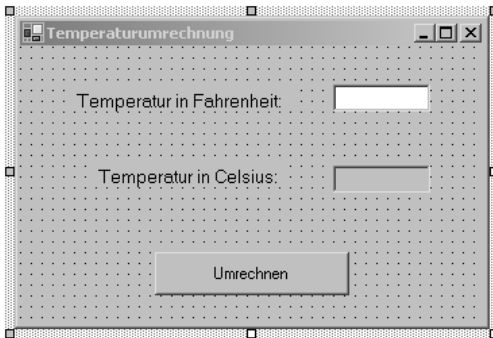 Temperaturumrechnung
Temperatur in Fahrenheit:
Temperatur in Celsius:
Umrechnen